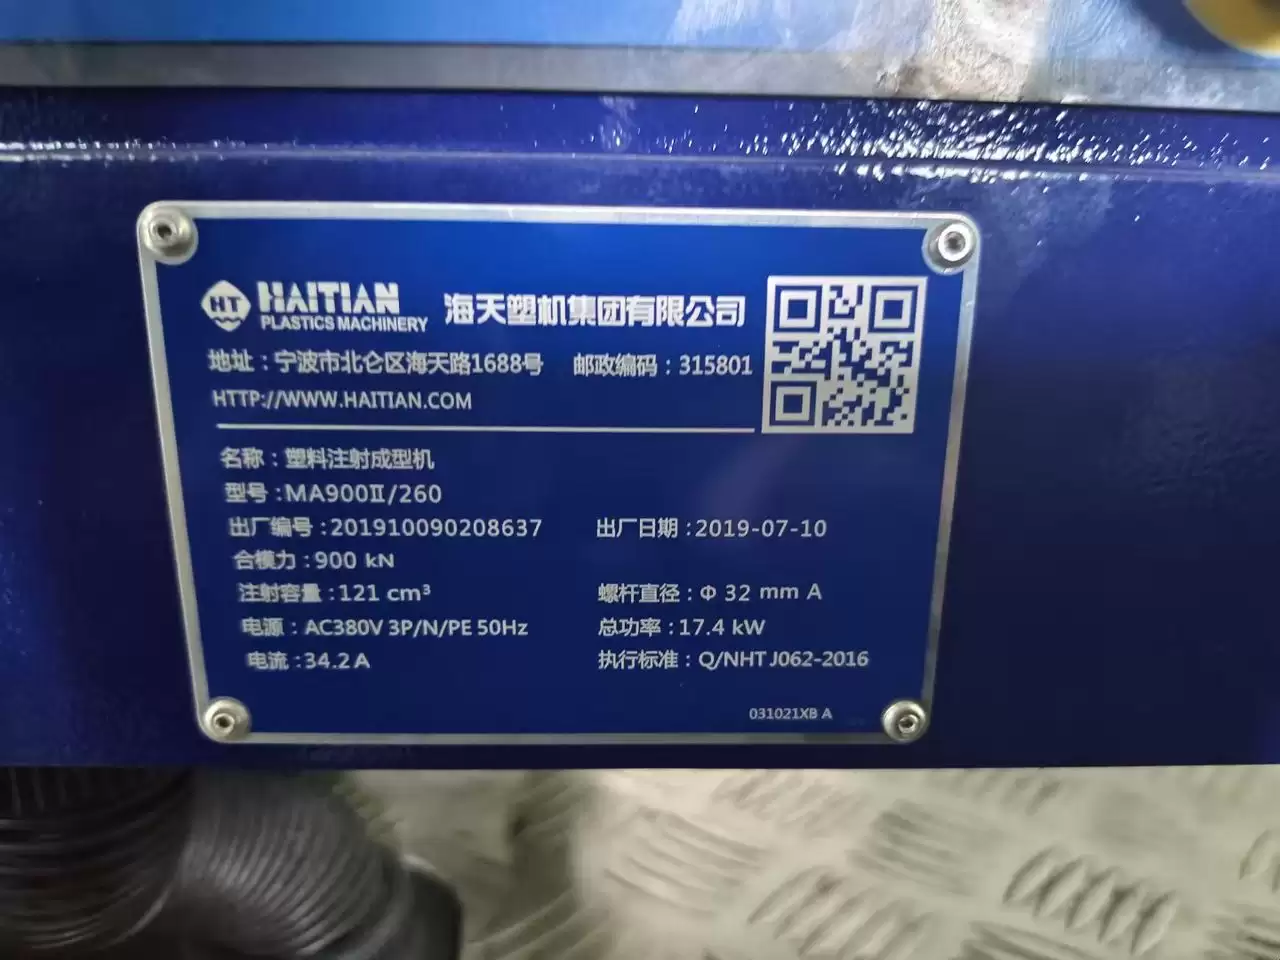 HT HAITIAN PLASTICS MACHINERY 海天塑机集团有限公司
地址：宁波市北仑区海天路1688号 邮政编码：315801
HTTP://WWW.HAITIAN.COM
名称：塑料注射成型机
型号：MA900Ⅱ/260
出厂编号：201910090208637 出厂日期：2019-07-10
合模力：900 kN
注射容量：121 cm³ 螺杆直径：Φ 32 mm A
电源：AC380V 3P/N/PE 50Hz 总功率：17.4 kW
电流：34.2A 执行标准：Q/NHT J062-2016
031021XB A